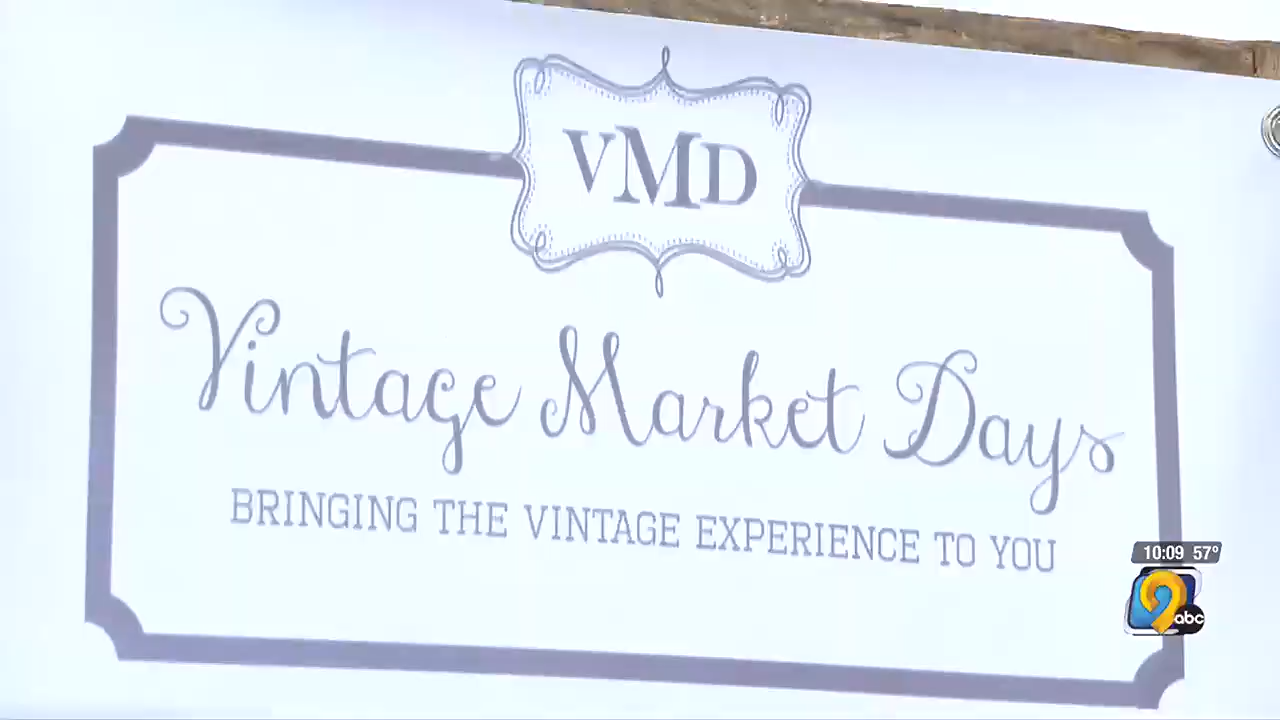 VMD
Vintage Market Days
BRINGING THE VINTAGE EXPERIENCE TO YOU
10:09 57°
9
abc